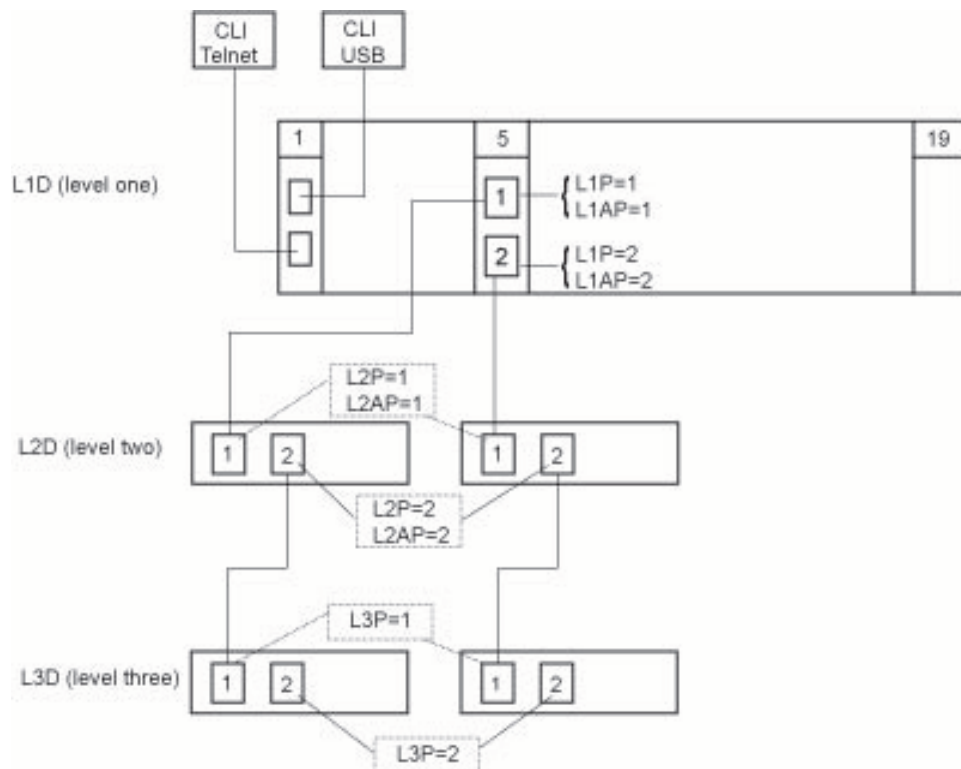 CLI
Telnet
CLI
USB
1
5
19
L1D (level one)
1
L1P=1
L1AP=1
2
L1P=2
L1AP=2
L2P=1
L2AP=1
L2D (level two)
1
2
1
2
L2P=2
L2AP=2
L3P=1
L3D (level three)
1
2
1
2
L3P=2